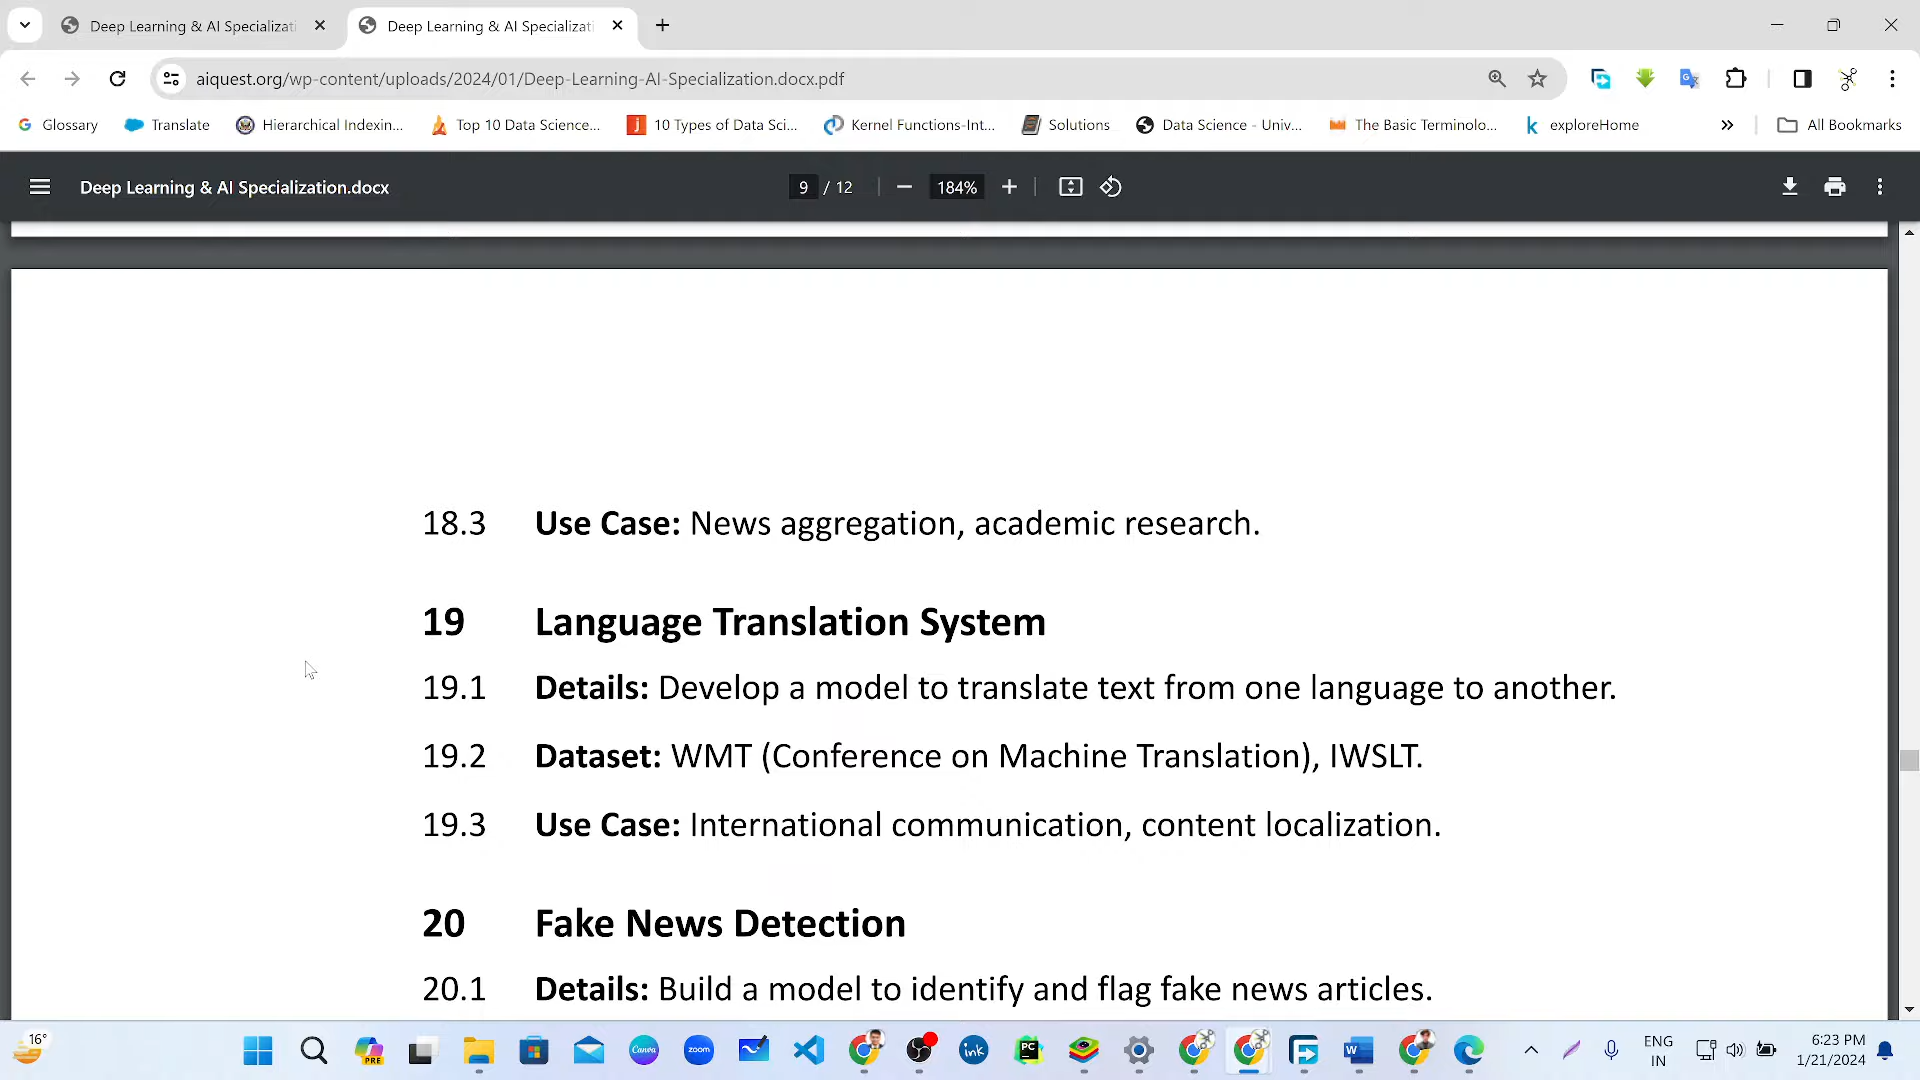 Deep Learning & AI Specializati
Deep Learning & AI Specializati
aiquest.org/wp-content/uploads/2024/01/Deep-Learning-AI-Specialization.docx.pdf
Glossary
Translate
Hierarchical Indexin...
Top 10 Data Science...
10 Types of Data Sci...
Kernel Functions-Int...
Solutions
Data Science - Univ...
The Basic Terminolo...
exploreHome
All Bookmarks
Deep Learning & AI Specialization.docx
9 / 12
184%
18.3 Use Case: News aggregation, academic research.
19 Language Translation System
19.1 Details: Develop a model to translate text from one language to another.
19.2 Dataset: WMT (Conference on Machine Translation), IWSLT.
19.3 Use Case: International communication, content localization.
20 Fake News Detection
20.1 Details: Build a model to identify and flag fake news articles.
16°
PRE
Canva
zoom
ink
PC
W
ENG
IN
6:23 PM
1/21/2024